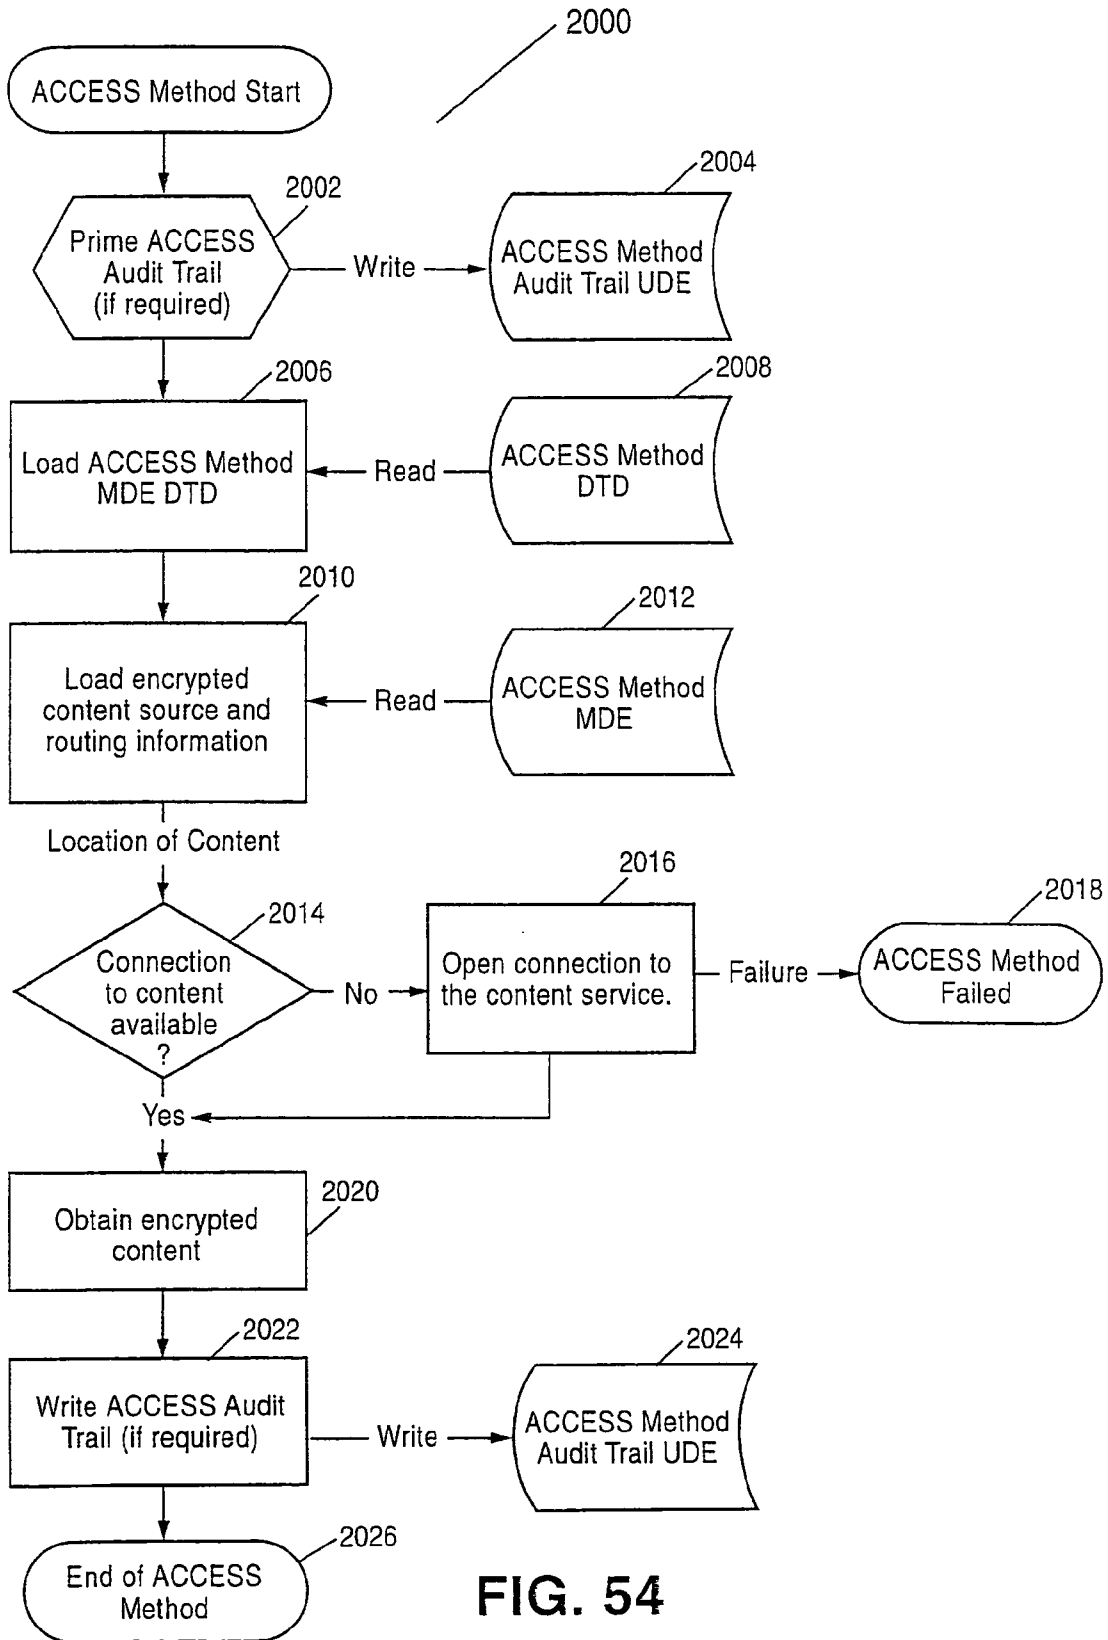 2000
ACCESS Method Start
2002
Prime ACCESS
Audit Trail
(if required)
Write
2004
ACCESS Method
Audit Trail UDE
2006
Load ACCESS Method
MDE DTD
Read
2008
ACCESS Method
DTD
2010
Load encrypted
content source and
routing information
Read
2012
ACCESS Method
MDE
Location of Content
2014
Connection
to content
available
?
No
2016
Open connection to
the content service.
Failure
2018
ACCESS Method
Failed
Yes
2020
Obtain encrypted
content
2022
Write ACCESS Audit
Trail (if required)
Write
2024
ACCESS Method
Audit Trail UDE
2026
End of ACCESS
Method
FIG. 54